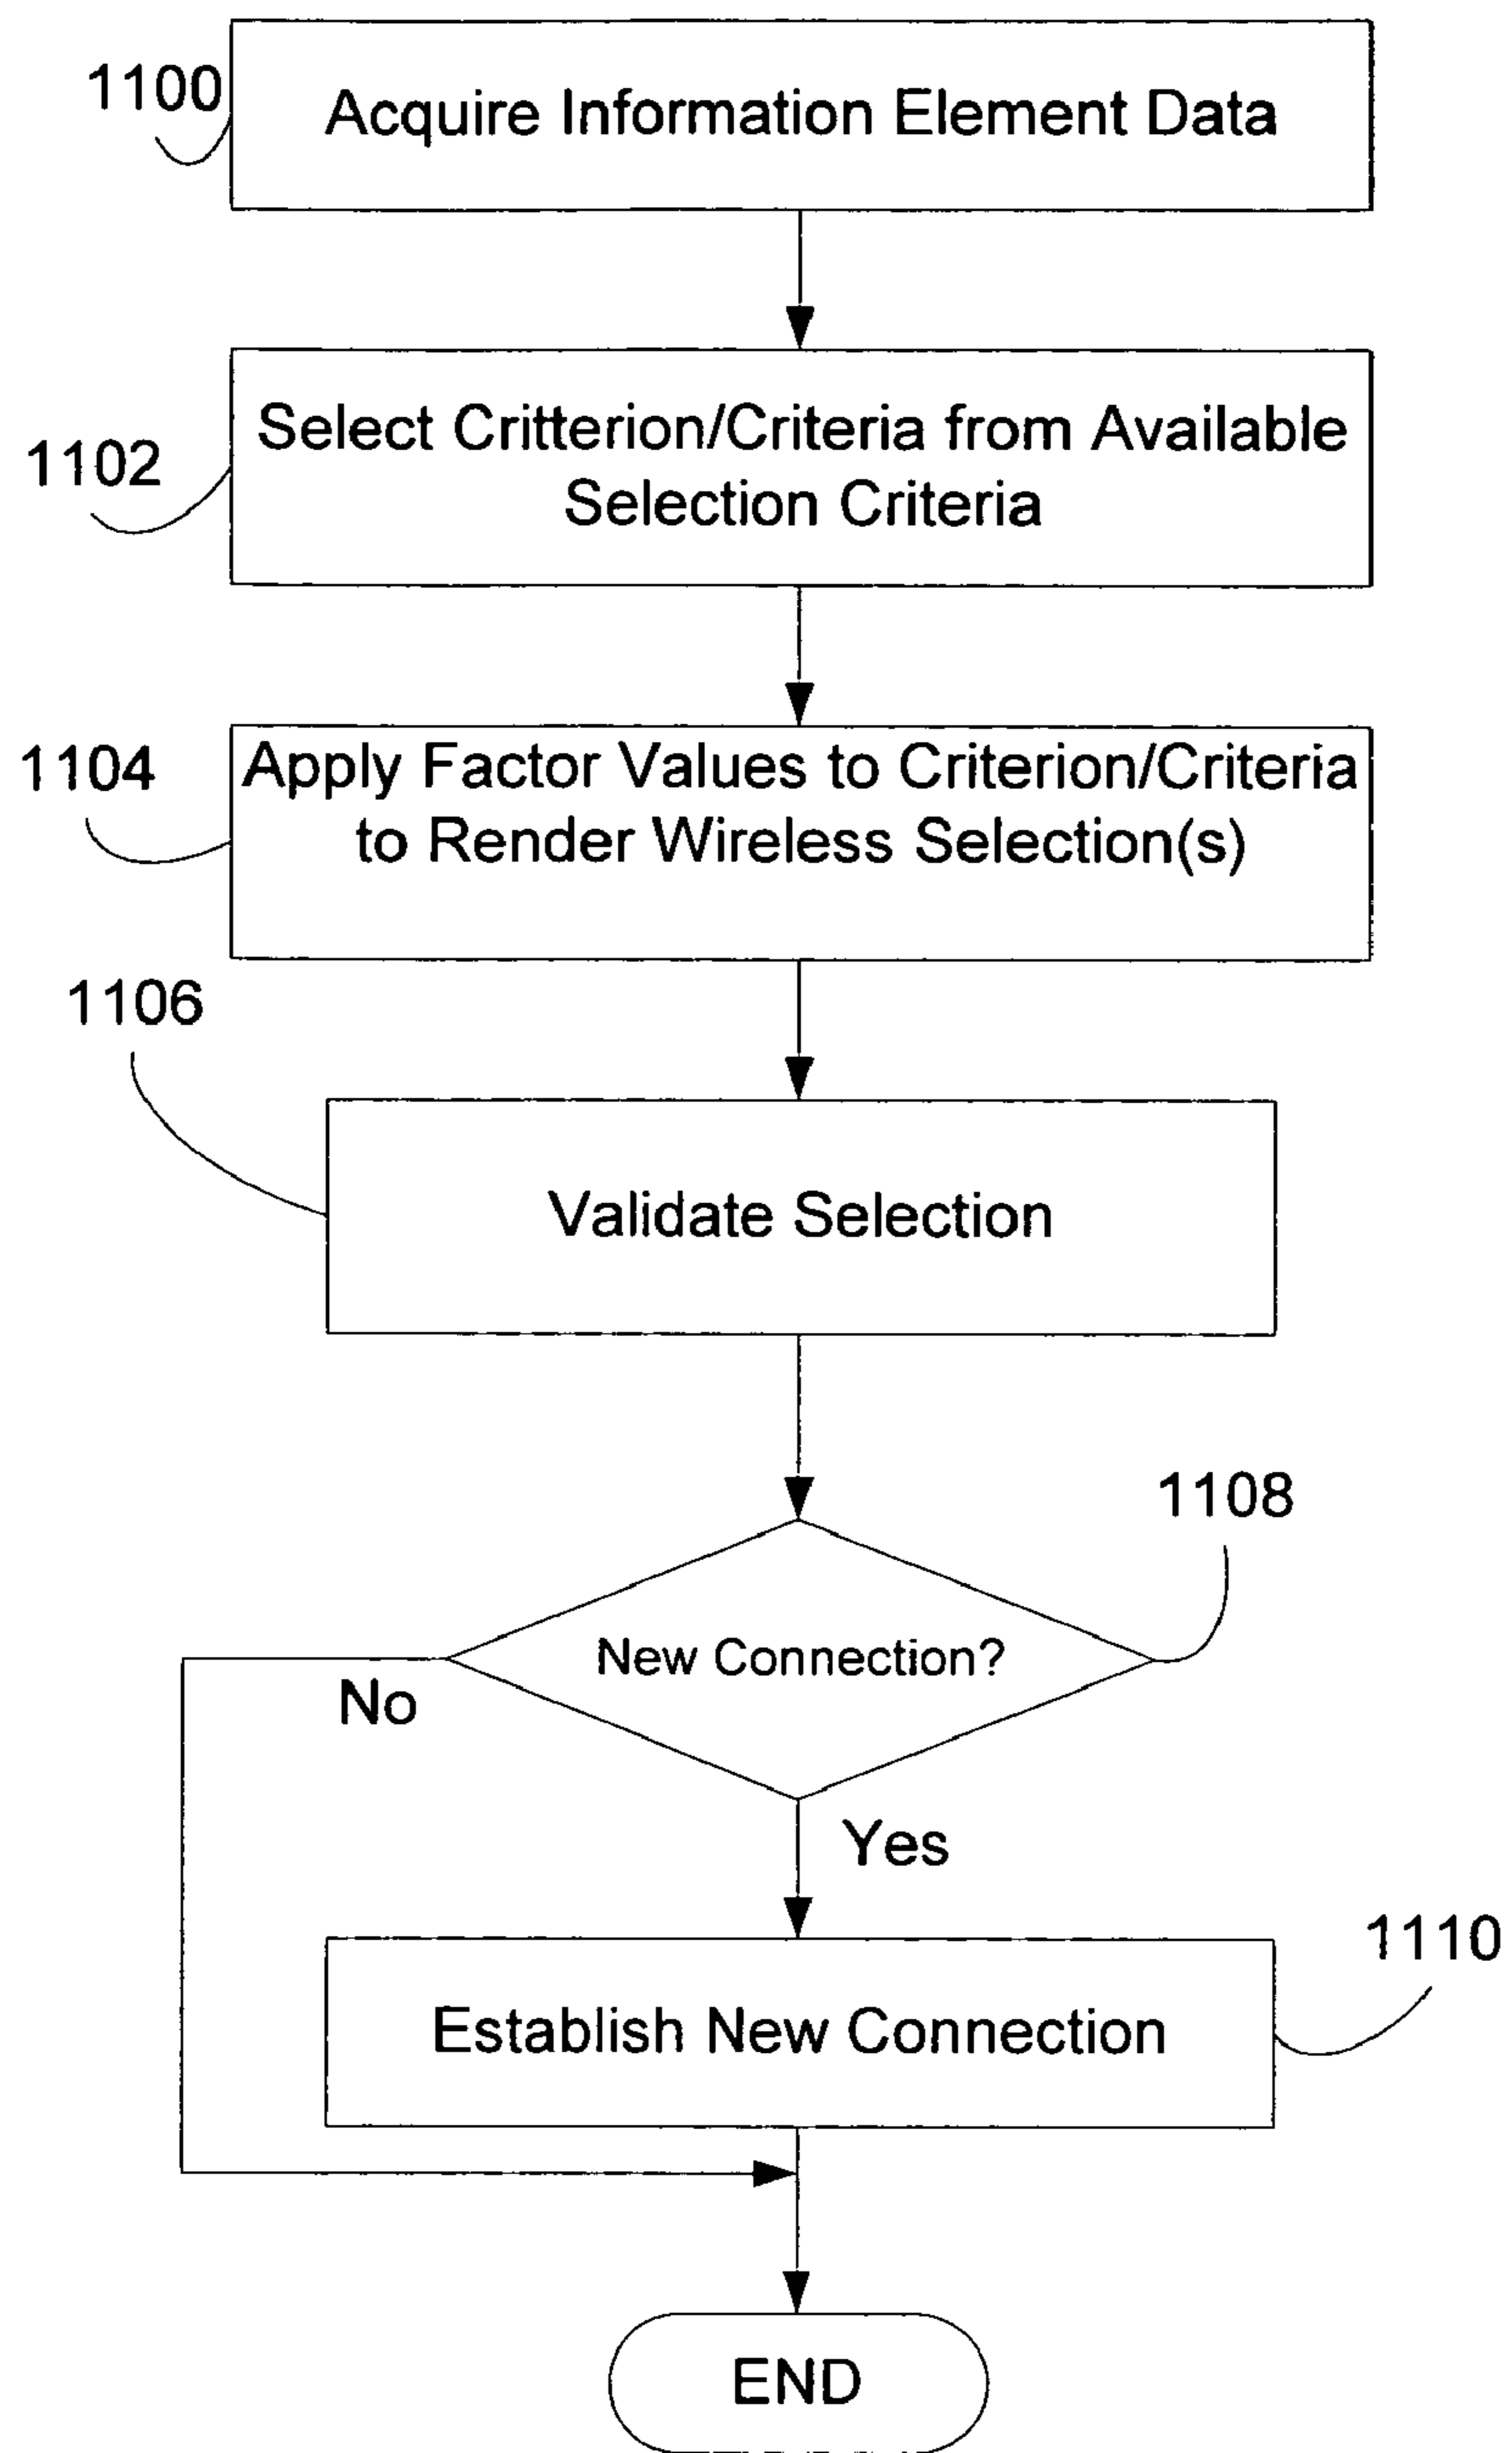 1100
Acquire Information Element Data
1102
Select Critterion/Criteria from Available
Selection Criteria
1104
Apply Factor Values to Criterion/Criteria
to Render Wireless Selection(s)
1106
Validate Selection
1108
New Connection?
No
Yes
1110
Establish New Connection
END